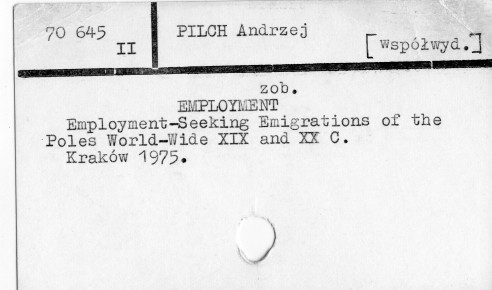 70 645
II
PILCH Andrzej
[współwyd.]
zob.
EMPLOYMENT
Employment-Seeking Emigrations of the
Poles World-Wide XIX and XX C.
Kraków 1975.